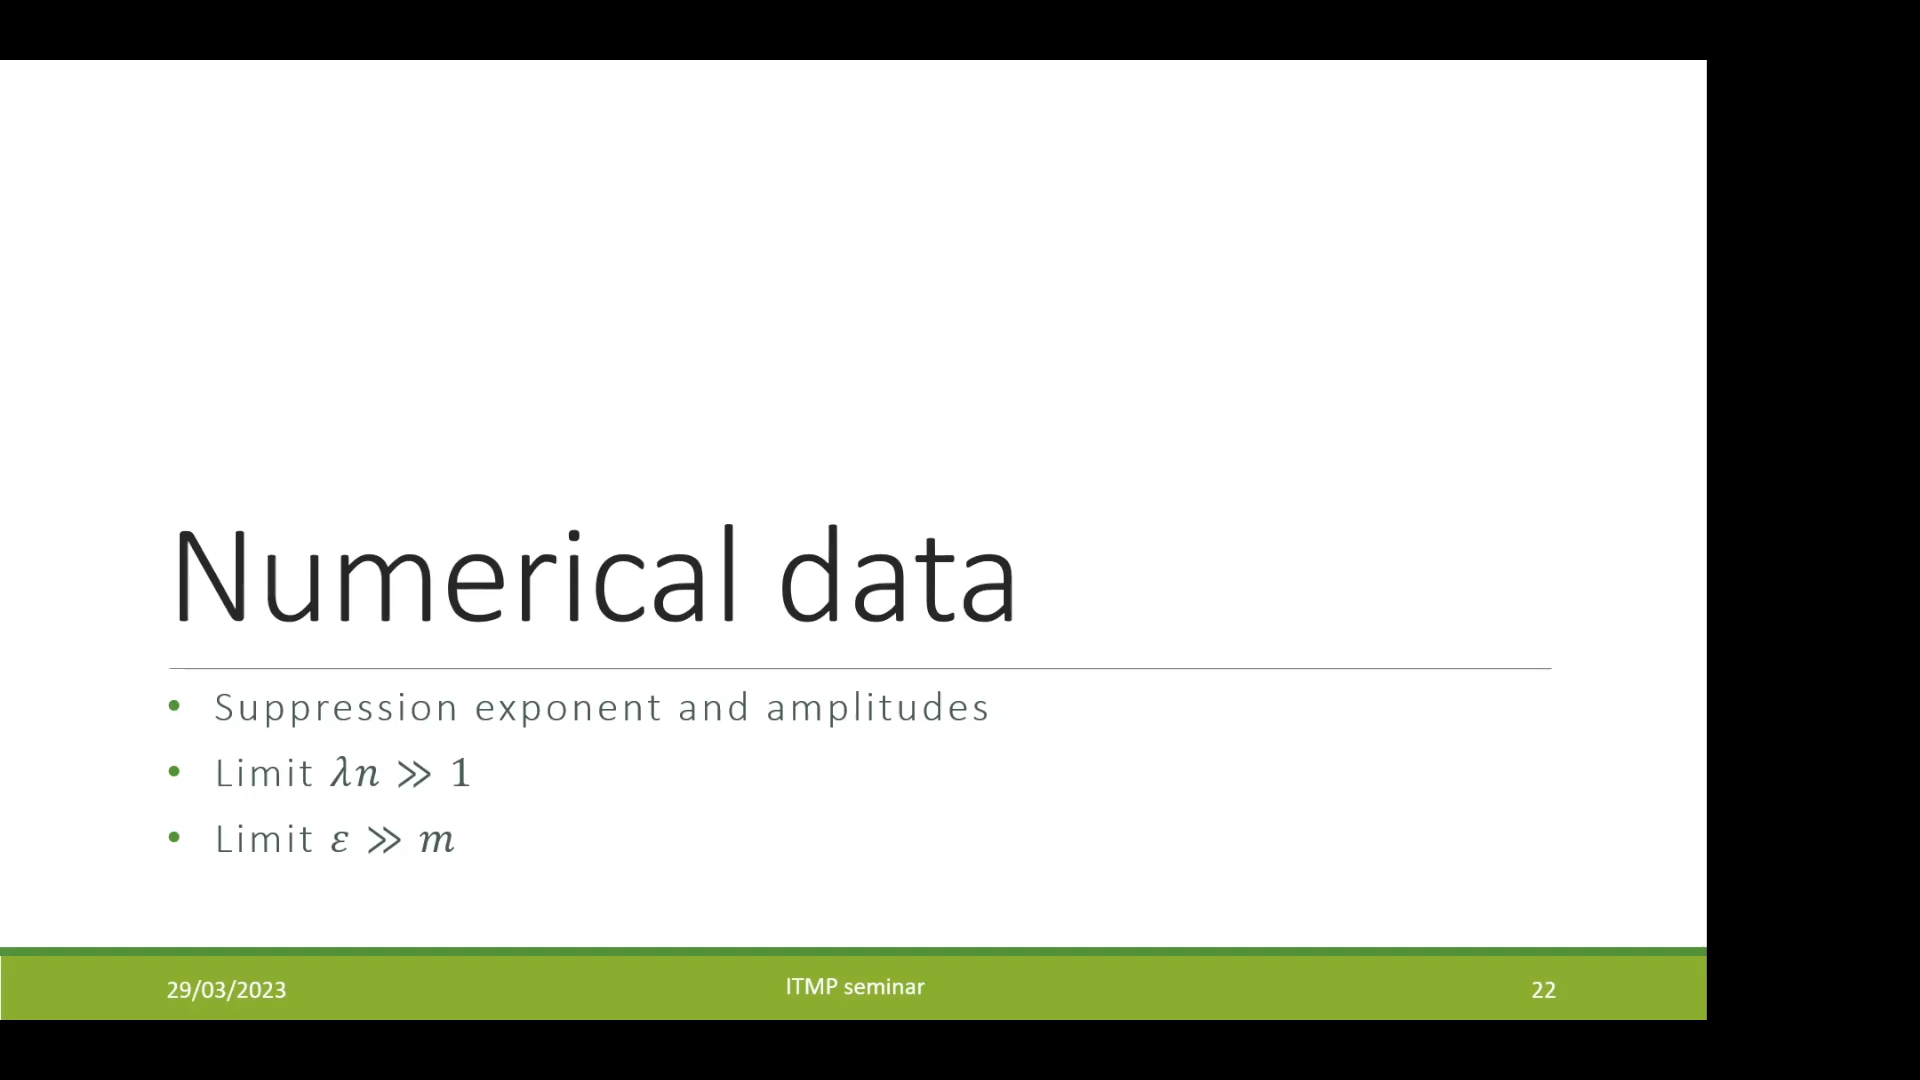 Numerical data
• Suppression exponent and amplitudes
• Limit λn ≫ 1
• Limit ε ≫ m
29/03/2023
ITMP seminar
22